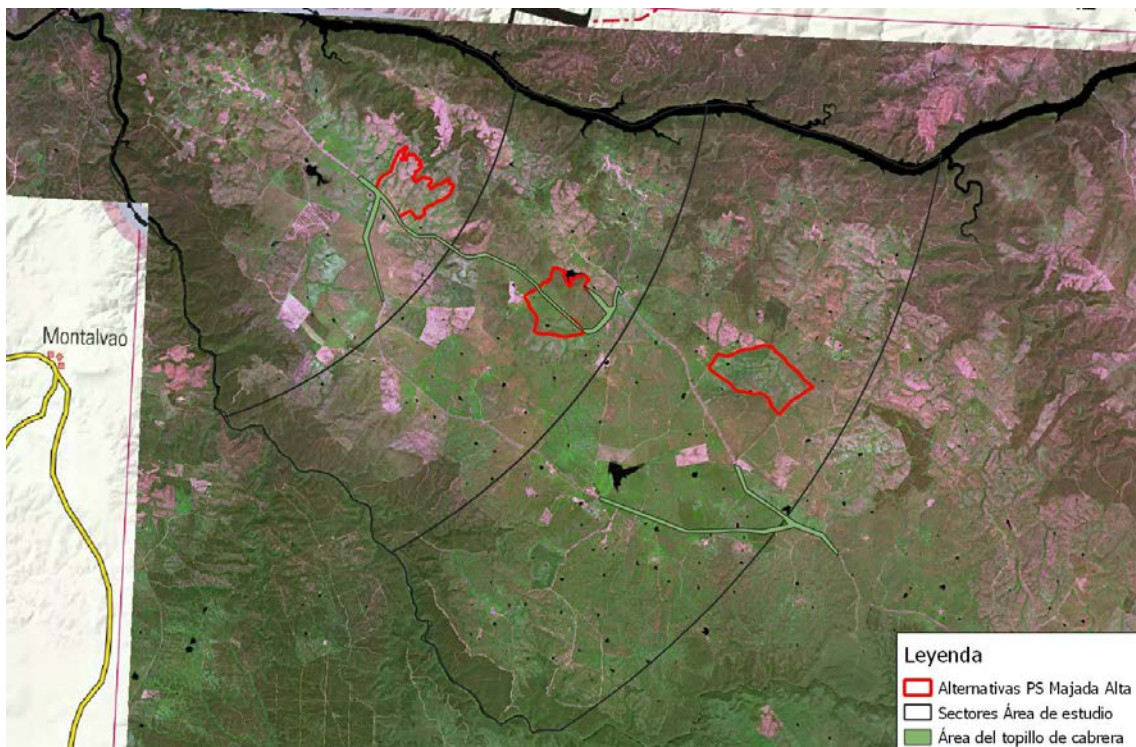 Montalvao
Leyenda
Alternativas PS Majada Alta
Sectores Área de estudio
Área del topillo de cabrera